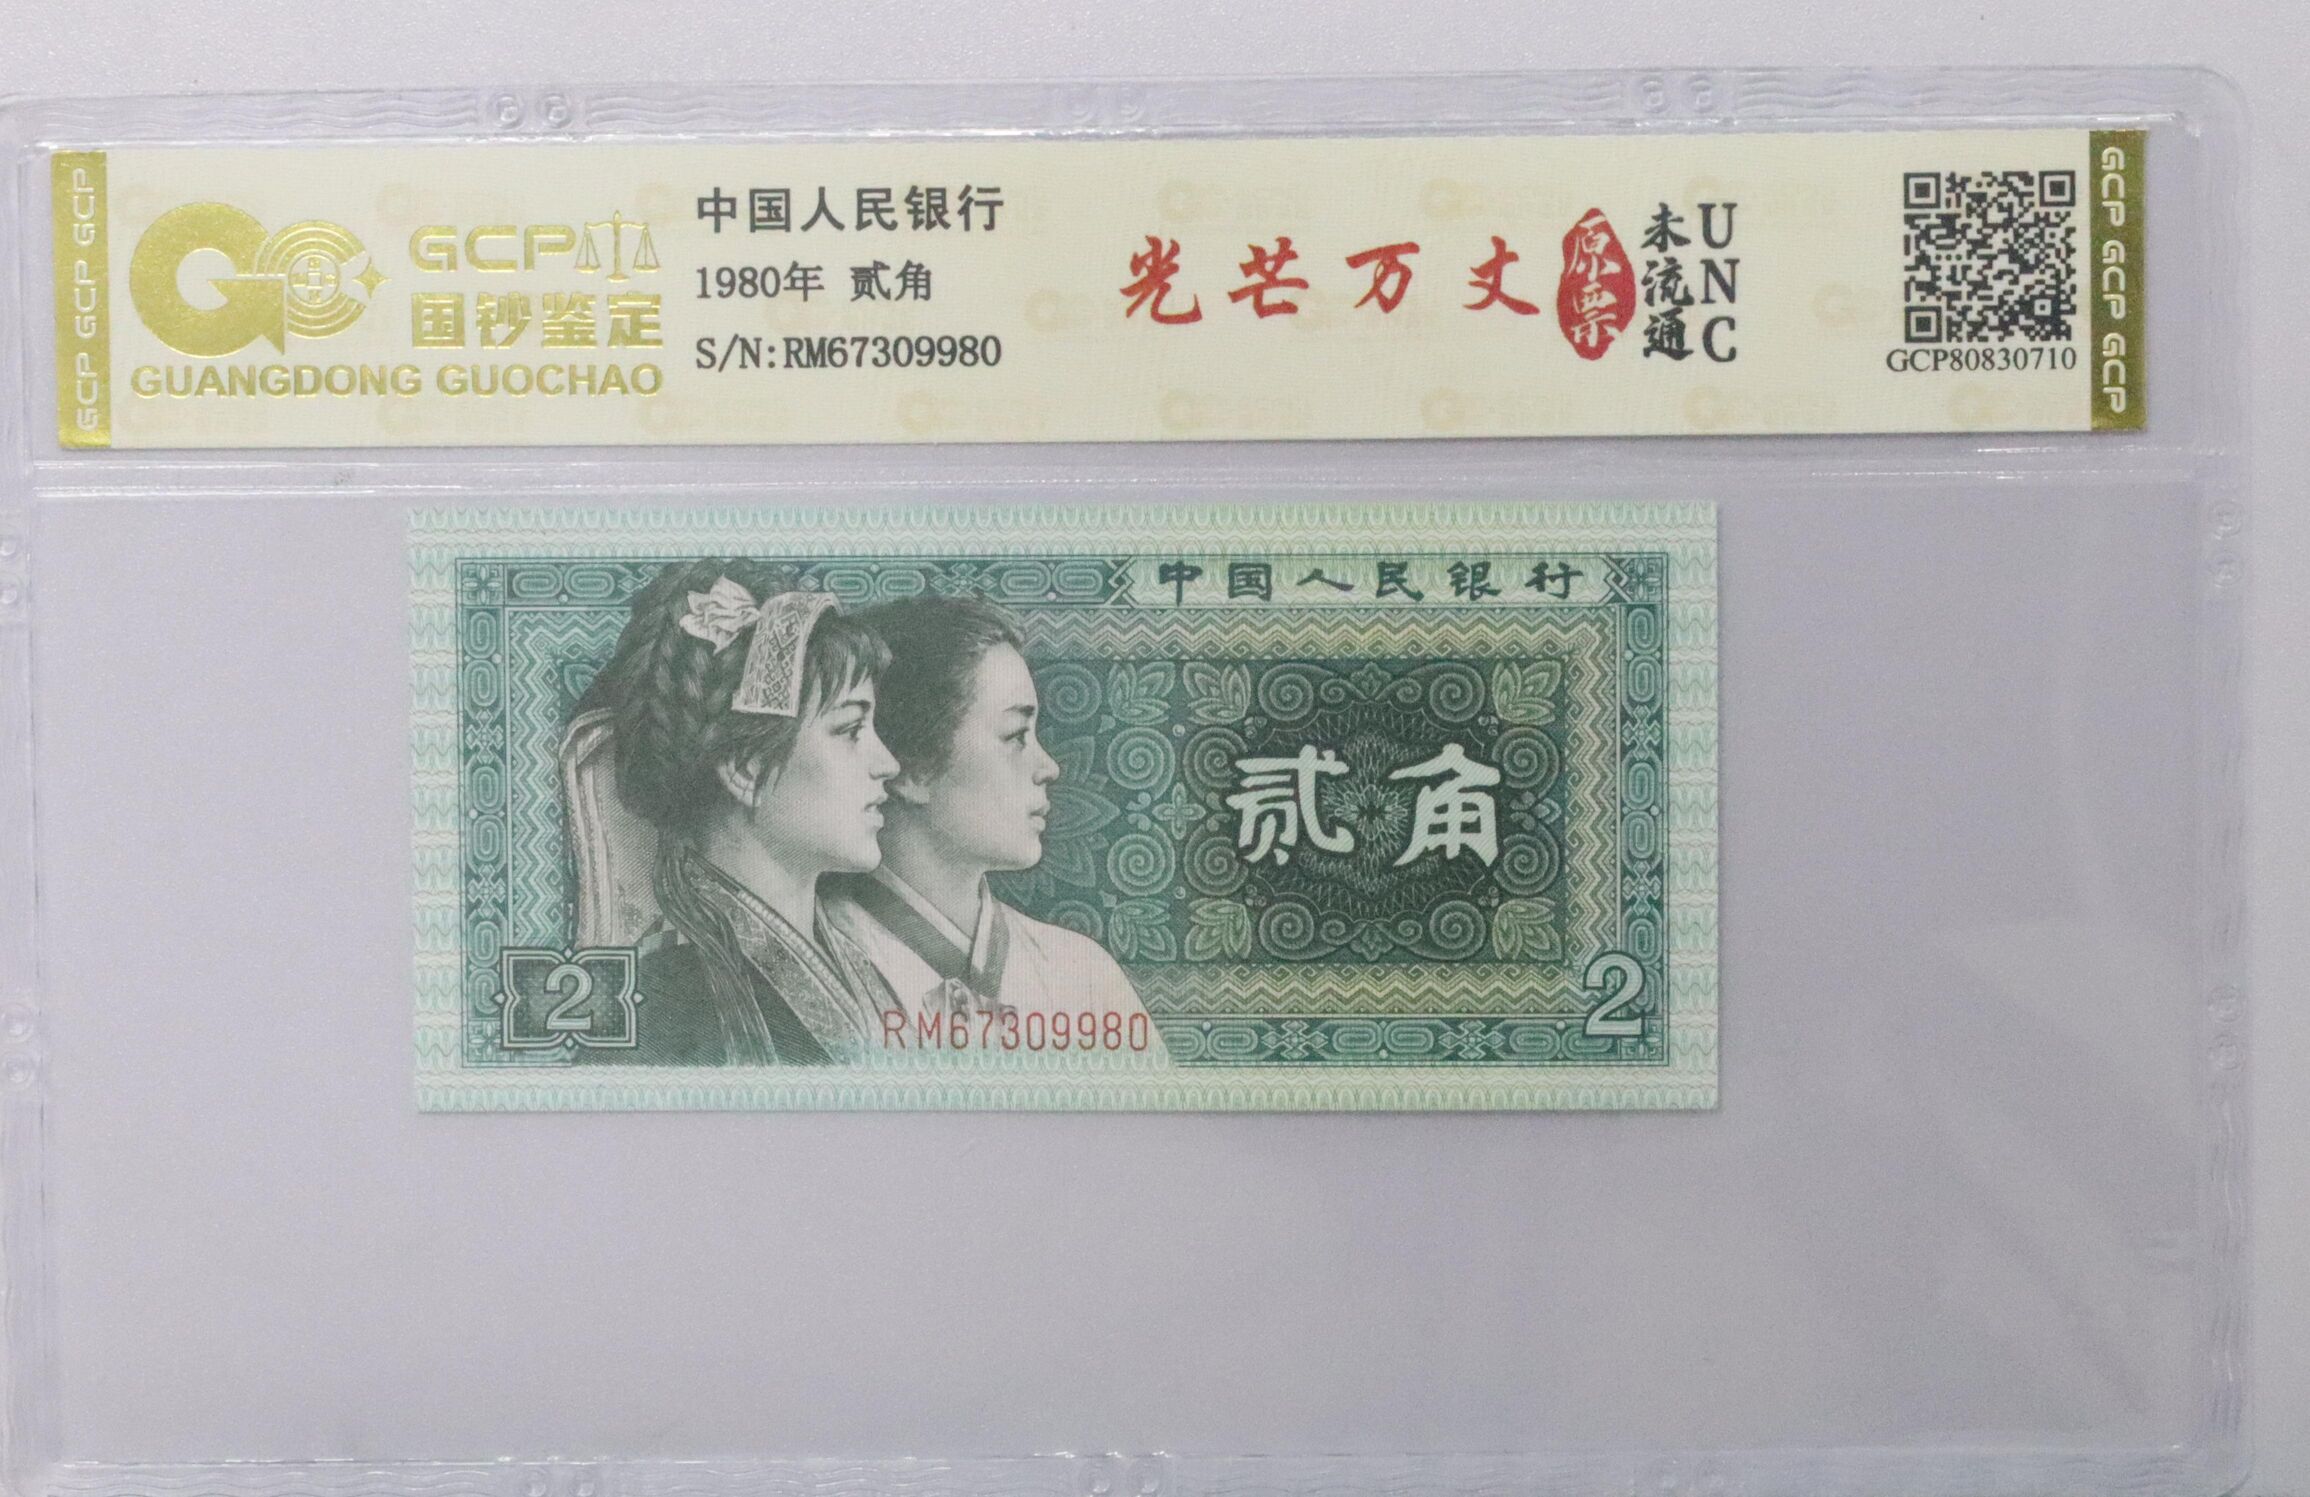 GCP GCP GCP
GCP
国钞鉴定
GUANGDONG GUOCHAO
中国人民银行
1980年 贰角
S/N:RM67309980
光芒万丈
原票
未流通
UNC
GCP80830710
GCP GCP GCP
中国人民银行
贰角
2
RM67309980
2